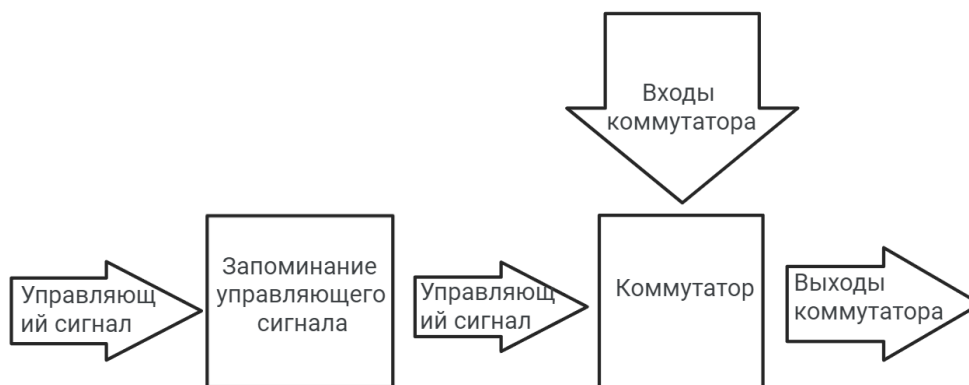 Входы
коммутатора
Управляющ
ий сигнал
Запоминание
управляющего
сигнала
Управляющ
ий сигнал
Коммутатор
Выходы
коммутатора